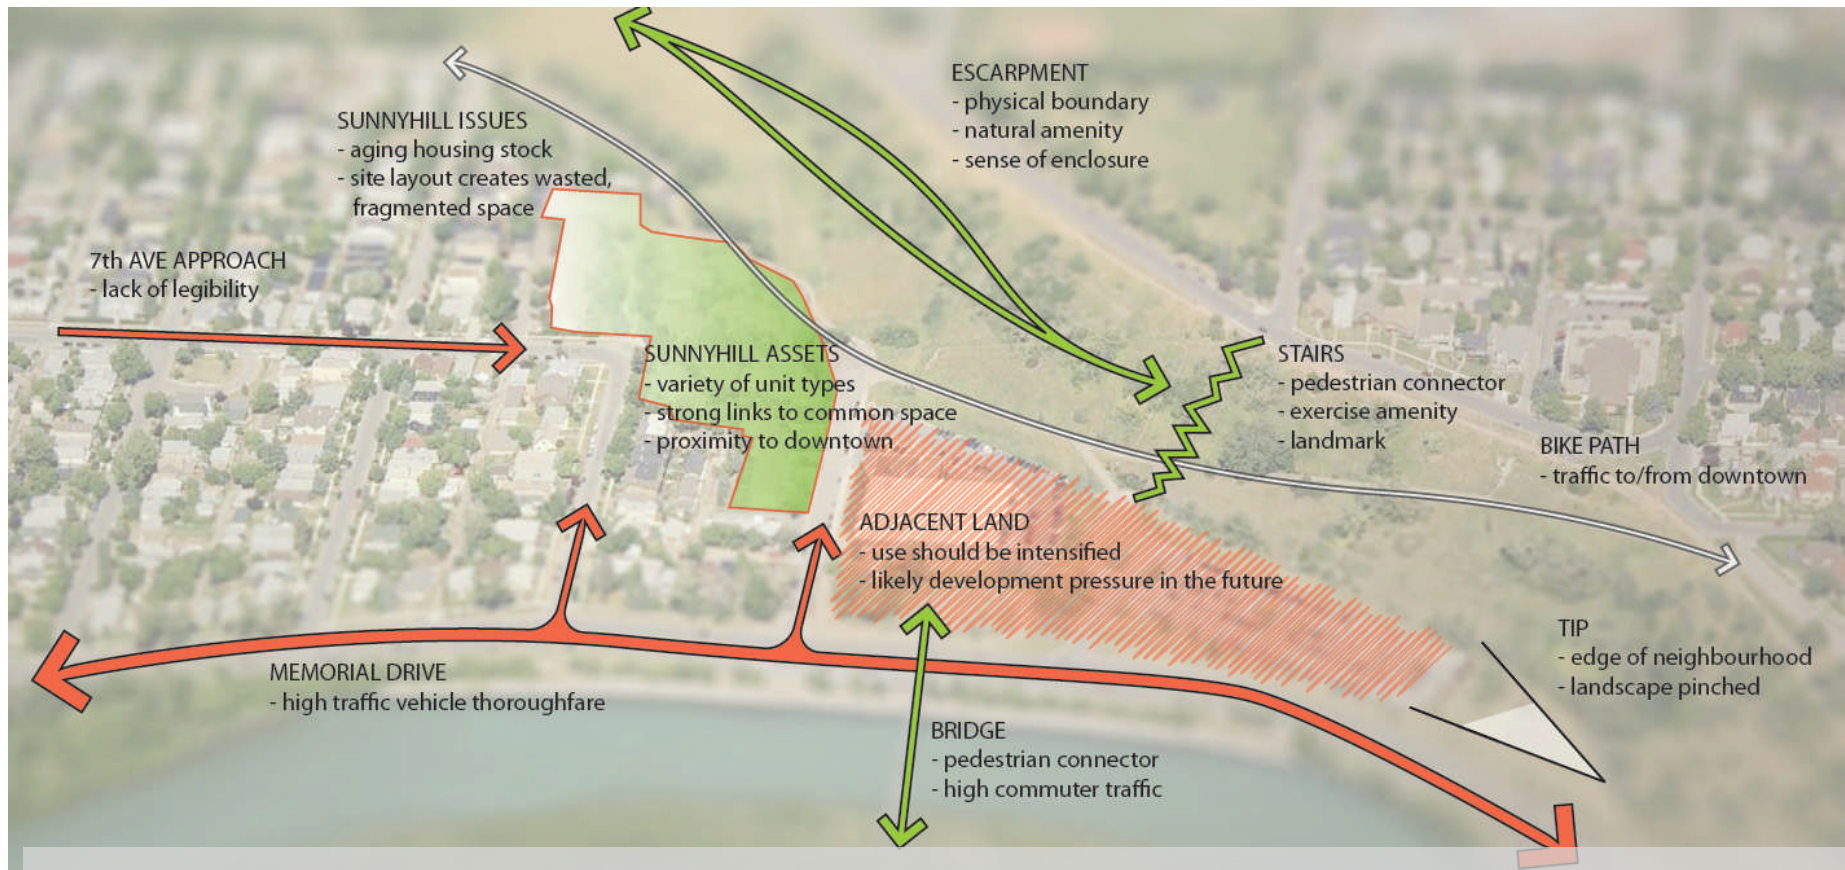 ESCARPMENT
- physical boundary
- natural amenity
- sense of enclosure
SUNNYHILL ISSUES
- aging housing stock
- site layout creates wasted,
fragmented space
7th AVE APPROACH
- lack of legibility
SUNNYHILL ASSETS
- variety of unit types
- strong links to common space
- proximity to downtown
STAIRS
- pedestrian connector
- exercise amenity
- landmark
BIKE PATH
- traffic to/from downtown
ADJACENT LAND
- use should be intensified
- likely development pressure in the future
TIP
- edge of neighbourhood
- landscape pinched
MEMORIAL DRIVE
- high traffic vehicle thoroughfare
BRIDGE
- pedestrian connector
- high commuter traffic